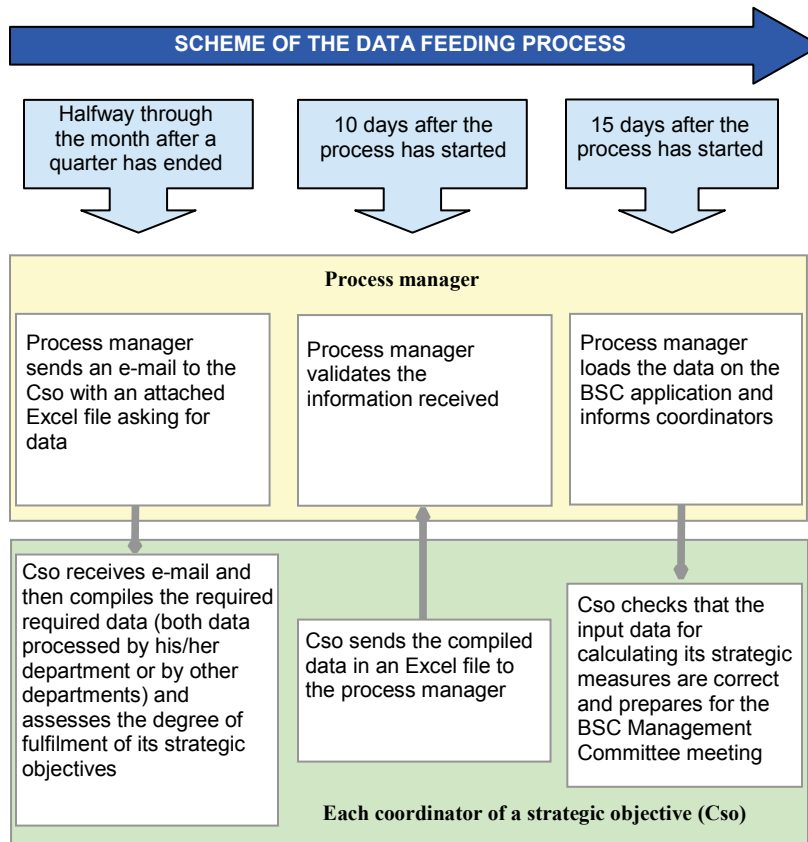 SCHEME OF THE DATA FEEDING PROCESS
Halfway through
the month after a
quarter has ended
10 days after the
process has started
15 days after the
process has started
Process manager
Process manager
sends an e-mail to the
Cso with an attached
Excel file asking for
data
Process manager
validates the
information received
Process manager
loads the data on the
BSC application and
informs coordinators
Cso receives e-mail and
then compiles the required
required data (both data
processed by his/her
department or by other
departments) and
assesses the degree of
fulfilment of its strategic
objectives
Cso sends the compiled
data in an Excel file to
the process manager
Cso checks that the
input data for
calculating its strategic
measures are correct
and prepares for the
BSC Management
Committee meeting
Each coordinator of a strategic objective (Cso)